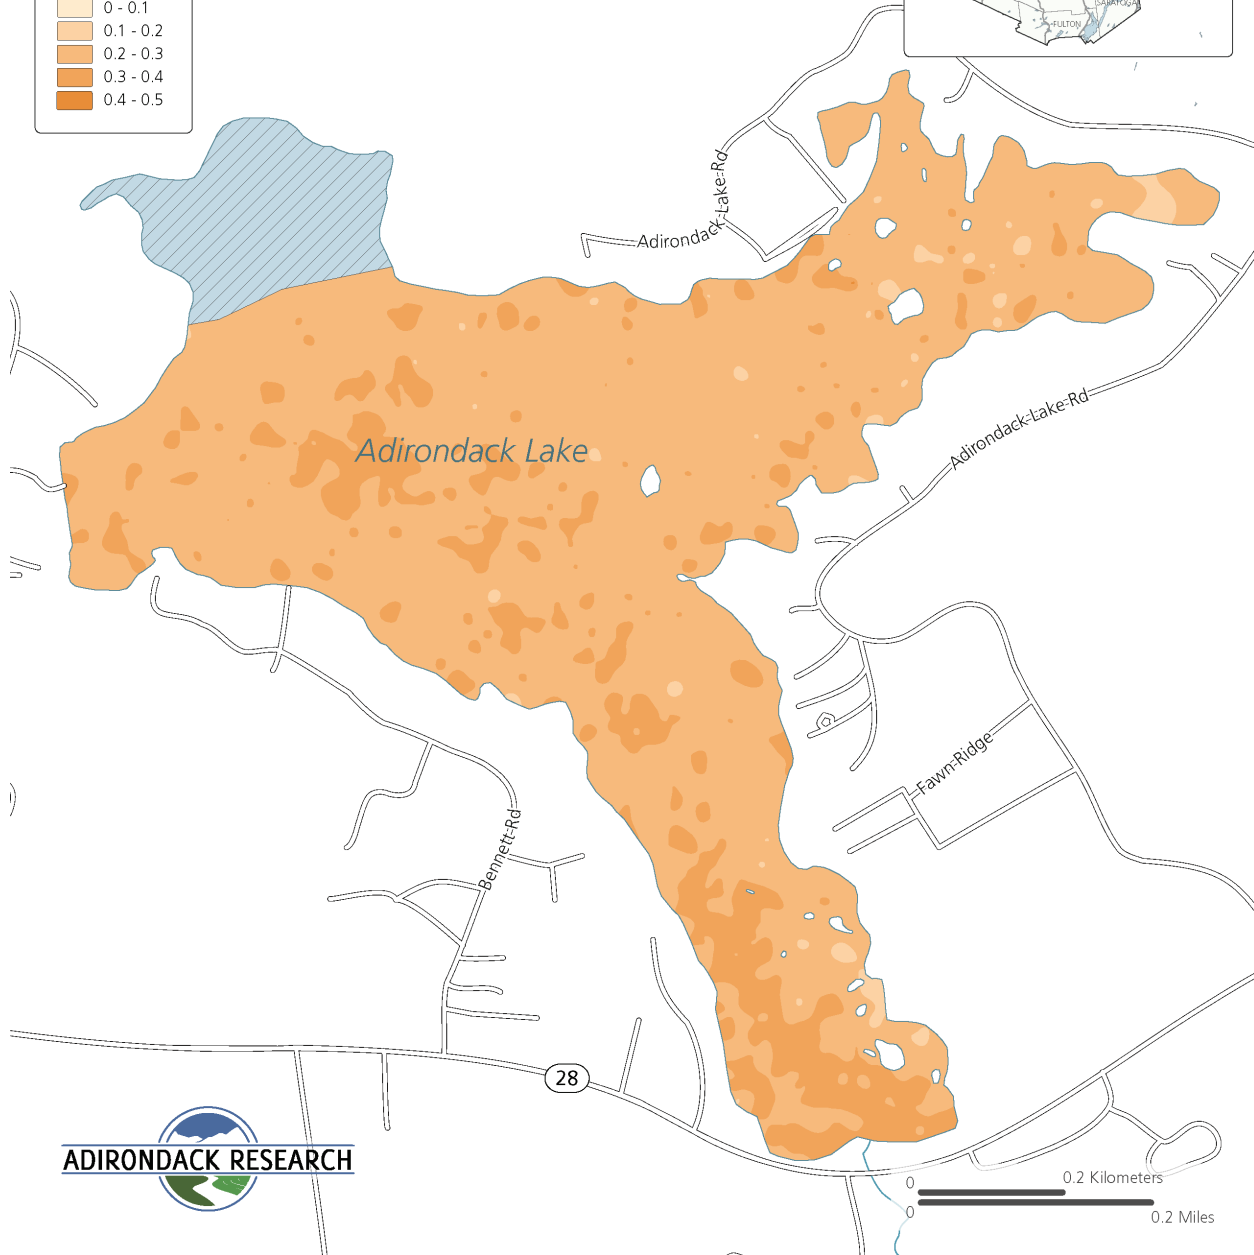 0 - 0.1
0.1 - 0.2
0.2 - 0.3
0.3 - 0.4
0.4 - 0.5
SARATOGA
FULTON
Adirondack-Lake-Rd
Adirondack-Lake-Rd
Adirondack Lake
Fawn-Ridge
Bennett-Rd
28
ADIRONDACK RESEARCH
0
0.2 Kilometers
0
0.2 Miles